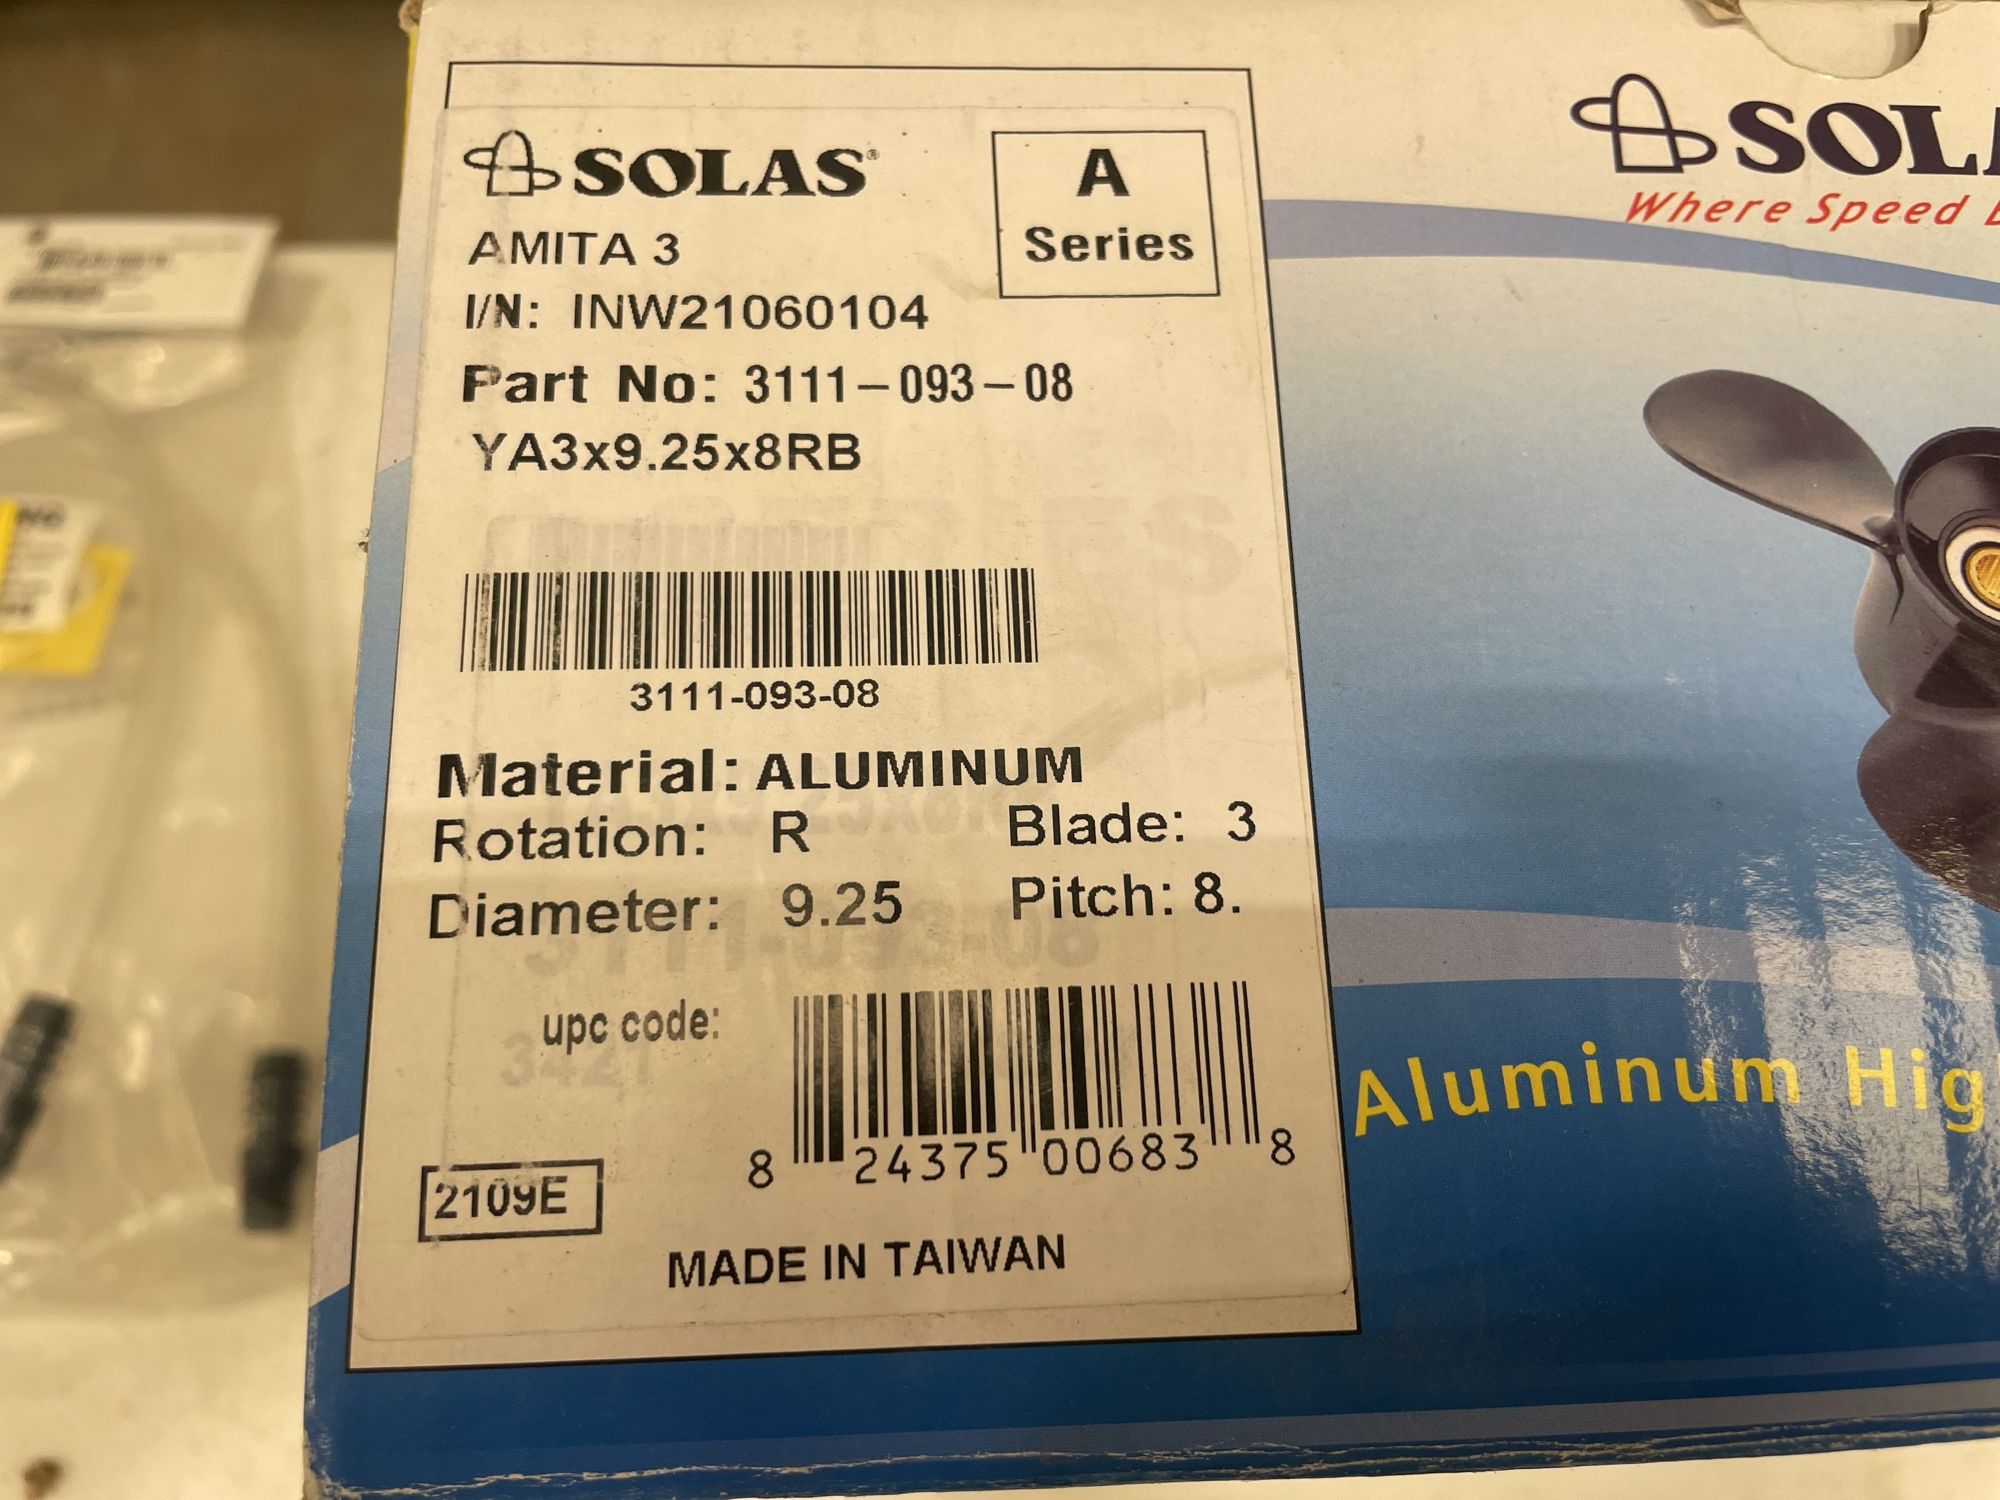 SOLAS®
A
Series
AMITA 3
I/N: INW21060104
Part No: 3111-093-08
YA3x9.25x8RB
3111-093-08
Material: ALUMINUM
Rotation: R Blade: 3
Diameter: 9.25 Pitch: 8.
upc code:
8 24375 00683 8
2109E
MADE IN TAIWAN
Where Speed
Aluminum